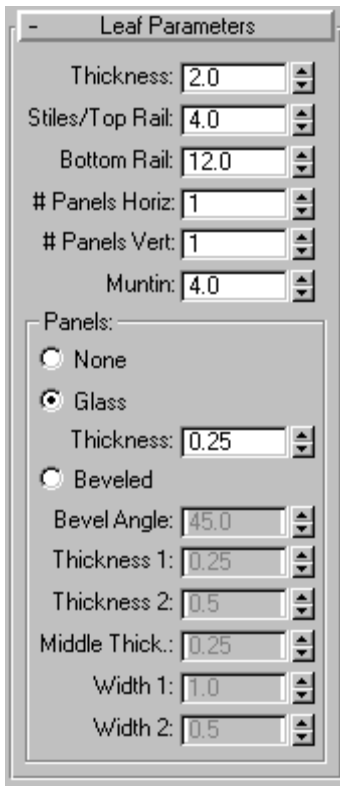 - Leaf Parameters
Thickness: 2.0
Stiles/Top Rail: 4.0
Bottom Rail: 12.0
# Panels Horiz: 1
# Panels Vert: 1
Muntin: 4.0
Panels:
None
Glass
Thickness: 0.25
Beveled
Bevel Angle: 45.0
Thickness 1: 0.25
Thickness 2: 0.5
Middle Thick.: 0.25
Width 1: 1.0
Width 2: 0.5